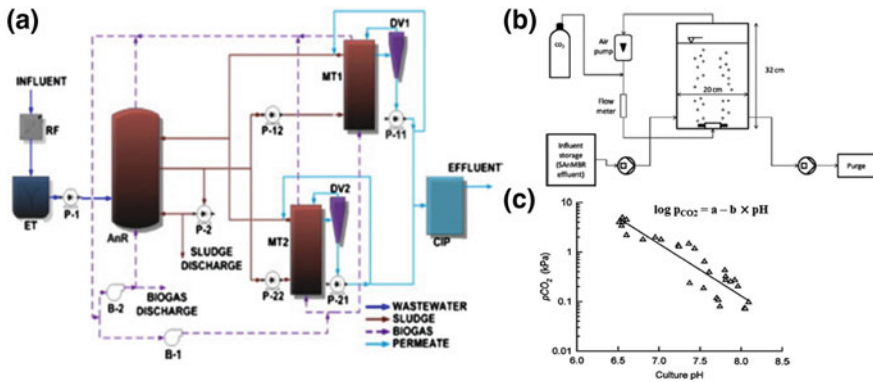 (a)
INFLUENT
RF
ET
P-1
AnR
P-2
SLUDGE
DISCHARGE
B-2
BIOGAS
DISCHARGE
B-1
P-12
P-22
MT1
DV1
P-11
MT2
DV2
P-21
EFFLUENT
CIP
WASTEWATER
SLUDGE
BIOGAS
PERMEATE
(b)
CO₂
Air
pump
Flow
meter
20 cm
32 cm
Influent
storage
(SAnMBR
effluent)
Purge
(c)
log pCO2 = a – b × pH
pCO₂ (kPa)
10
1
0.1
0.01
6.0 6.5 7.0 7.5 8.0 8.5
Culture pH